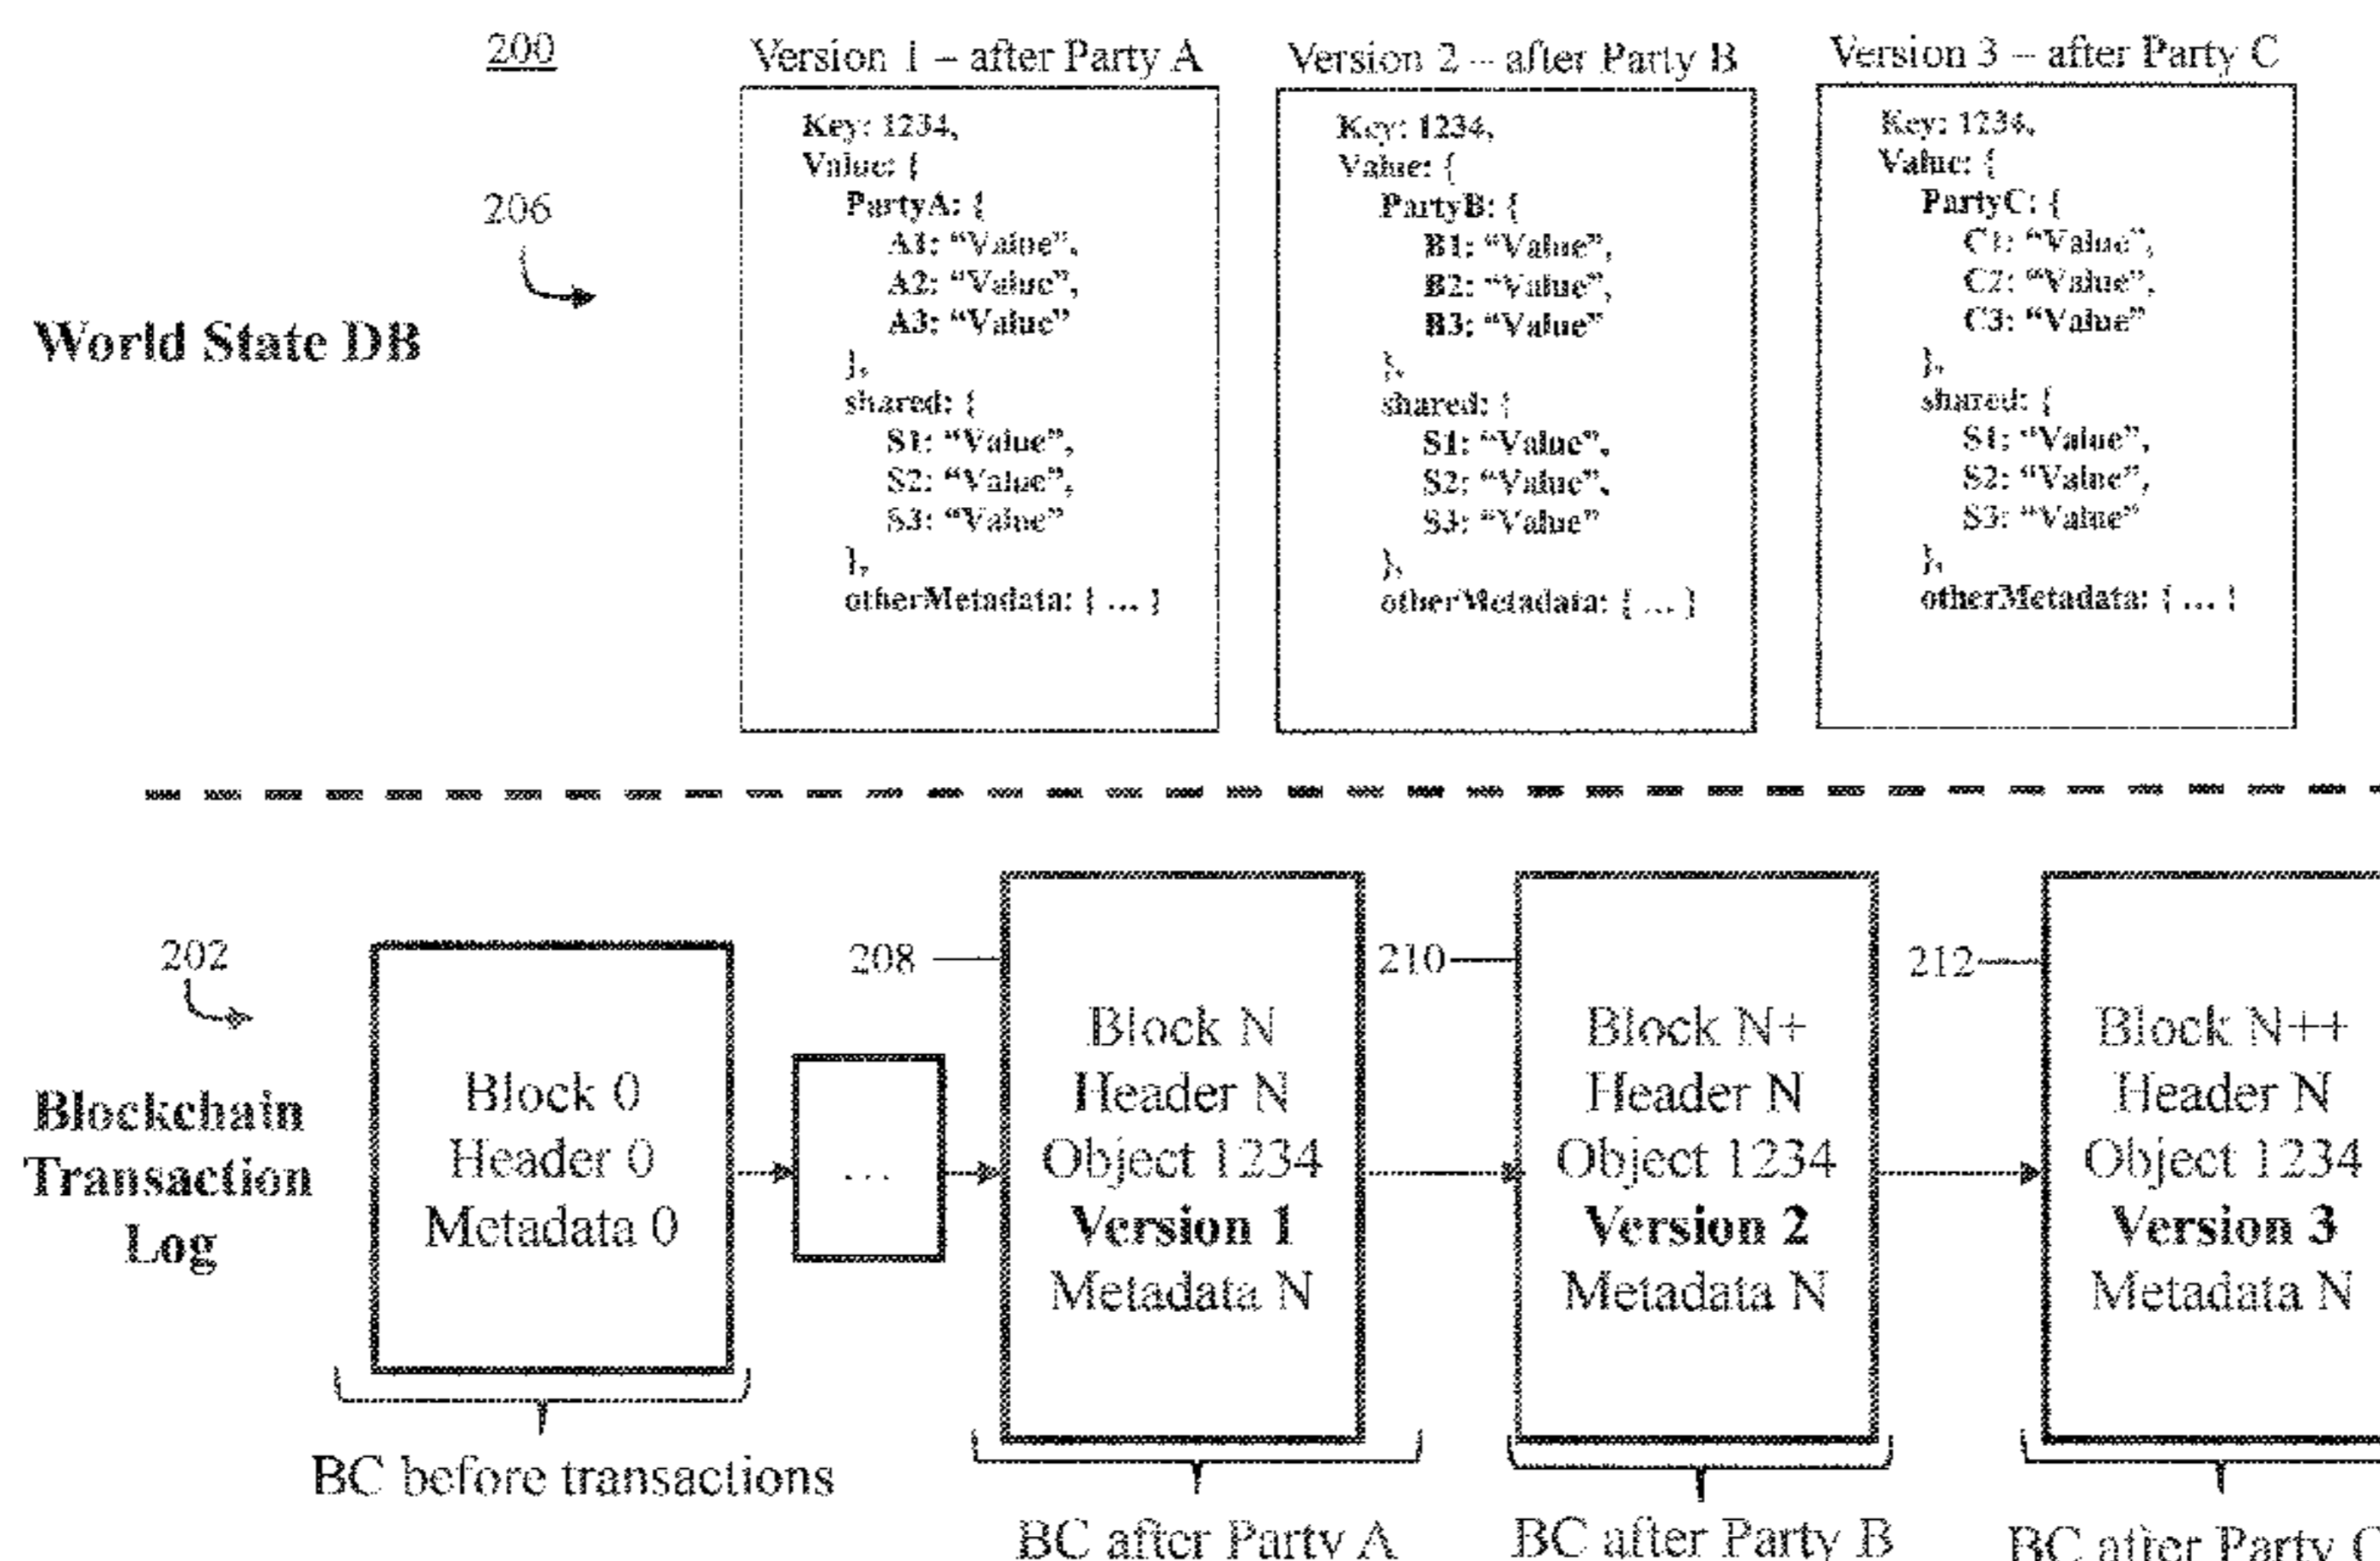 200
Version 1 – after Party A
Version 2 – after Party B
Version 3 – after Party C
206
World State DB
Key: 1234,
Value: {
PartyA: {
A1: “Value”,
A2: “Value”,
A3: “Value”
},
shared: {
S1: “Value”,
S2: “Value”,
S3: “Value”
},
otherMetadata: { ... }
Key: 1234,
Value: {
PartyB: {
B1: “Value”,
B2: “Value”,
B3: “Value”
},
shared: {
S1: “Value”,
S2: “Value”,
S3: “Value”
},
otherMetadata: { ... }
Key: 1234,
Value: {
PartyC: {
C1: “Value”,
C2: “Value”,
C3: “Value”
},
shared: {
S1: “Value”,
S2: “Value”,
S3: “Value”
},
otherMetadata: { ... }
202
Blockchain
Transaction
Log
Block 0
Header 0
Metadata 0
...
208
Block N
Header N
Object 1234
Version 1
Metadata N
210
Block N+
Header N
Object 1234
Version 2
Metadata N
212
Block N++
Header N
Object 1234
Version 3
Metadata N
BC before transactions
BC after Party A
BC after Party B
BC after Party C